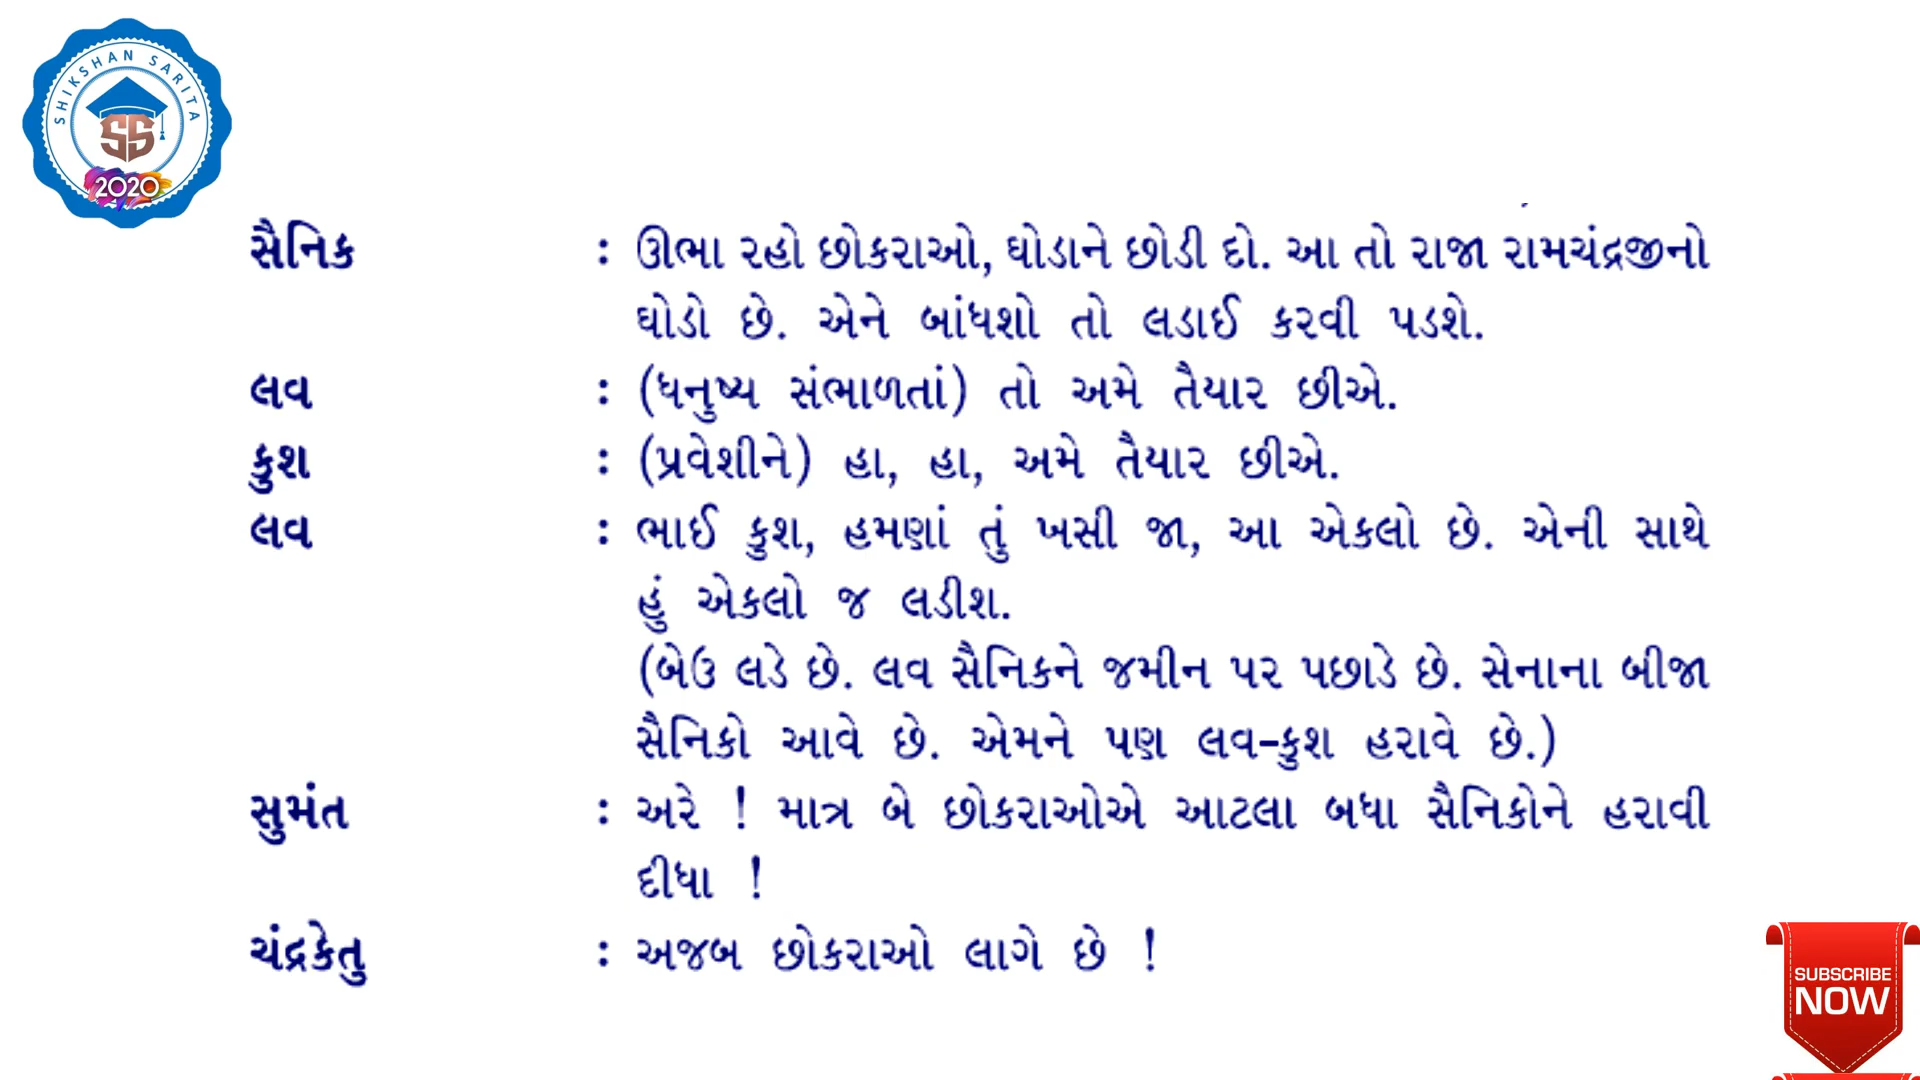 SHIKSHAN SARITA
SS
2020
સૈનિક : ઊભા રહો છોકરાઓ, ઘોડાને છોડી દો. આ તો રાજા રામચંદ્રજીનો
ઘોડો છે. એને બાંધશો તો લડાઈ કરવી પડશે.
લવ : (ધનુષ્ય સંભાળતાં) તો અમે તૈયાર છીએ.
કુશ : (પ્રવેશીને) હા, હા, અમે તૈયાર છીએ.
લવ : ભાઈ કુશ, હમણાં તું ખસી જા, આ એકલો છે. એની સાથે
હું એકલો જ લડીશ.
(બેઉ લડે છે. લવ સૈનિકને જમીન પર પછાડે છે. સેનાના બીજા
સૈનિકો આવે છે. એમને પણ લવ-કુશ હરાવે છે.)
સુમંત : અરે ! માત્ર બે છોકરાઓએ આટલા બધા સૈનિકોને હરાવી
દીધા !
ચંદ્રકેતુ : અજબ છોકરાઓ લાગે છે !
SUBSCRIBE
NOW